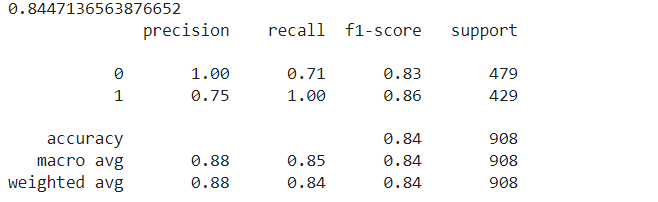 0.8447136563876652
precision recall f1-score support
0 1.00 0.71 0.83 479
1 0.75 1.00 0.86 429
accuracy 0.84 908
macro avg 0.88 0.85 0.84 908
weighted avg 0.88 0.84 0.84 908